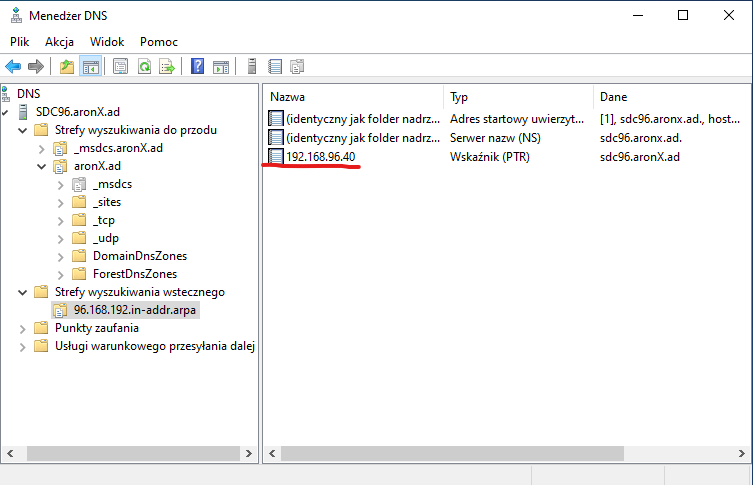 Menedżer DNS
Plik Akcja Widok Pomoc
DNS
SDC96.aronX.ad
Strefy wyszukiwania do przodu
_msdcs.aronX.ad
aronX.ad
_msdcs
_sites
_tcp
_udp
DomainDnsZones
ForestDnsZones
Strefy wyszukiwania wstecznego
96.168.192.in-addr.arpa
Punkty zaufania
Usługi warunkowego przesyłania dalej
Nazwa Typ Dane
(identyczny jak folder nadrz... Adres startowy uwierzyt... [1], sdc96.aronx.ad., host...
(identyczny jak folder nadrz... Serwer nazw (NS) sdc96.aronx.ad.
192.168.96.40 Wskaźnik (PTR) sdc96.aronX.ad